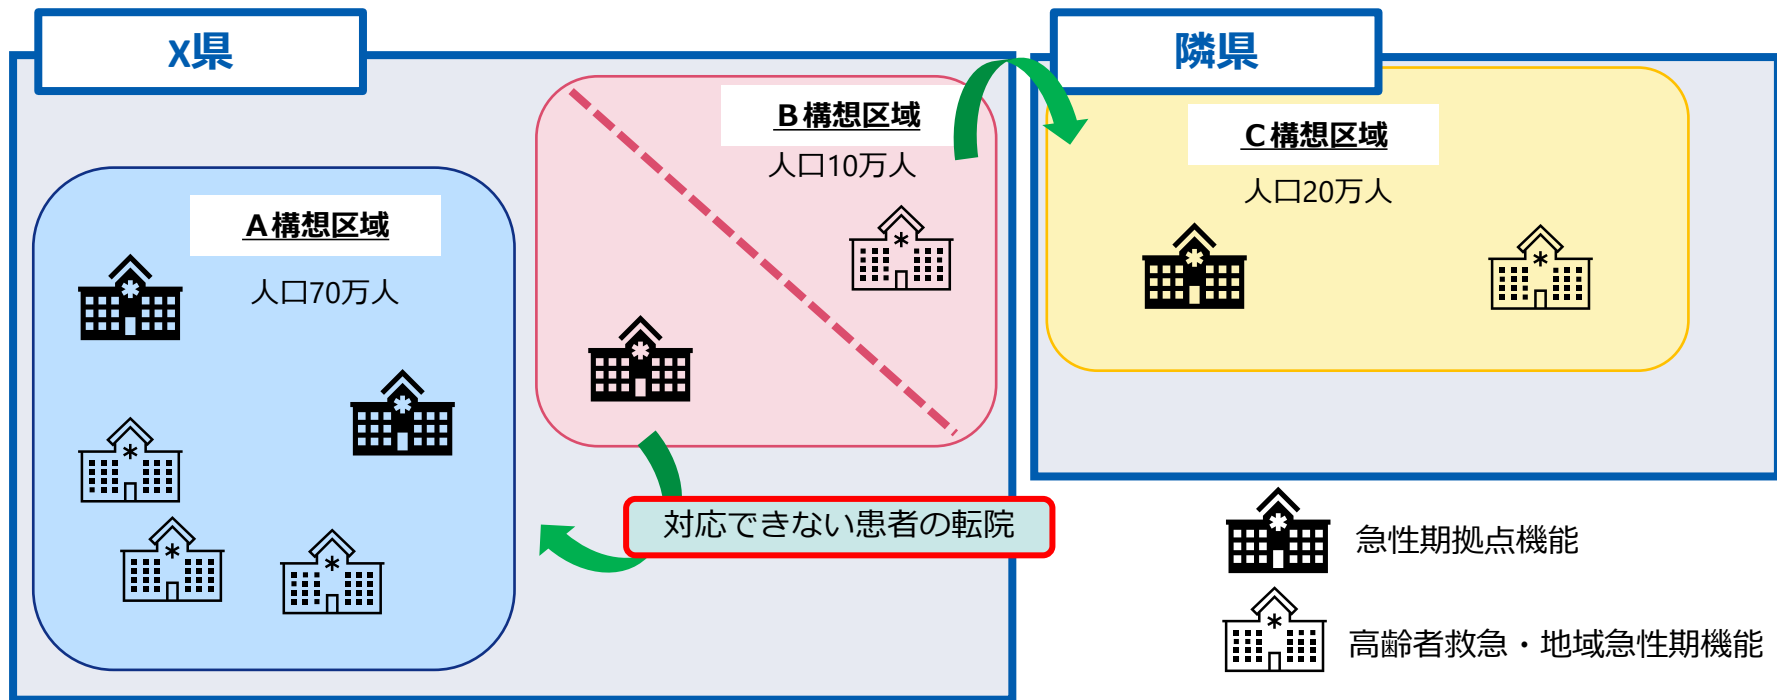 X県
隣県
B構想区域
人口10万人
C構想区域
人口20万人
A構想区域
人口70万人
対応できない患者の転院
急性期拠点機能
高齢者救急・地域急性期機能